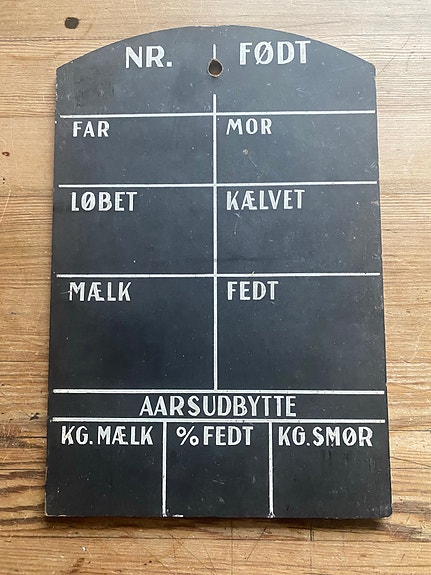 NR. FØDT
FAR MOR
LØBET KÆLVET
MÆLK FEDT
AARSUDBYTTE
KG. MÆLK % FEDT KG. SMØR